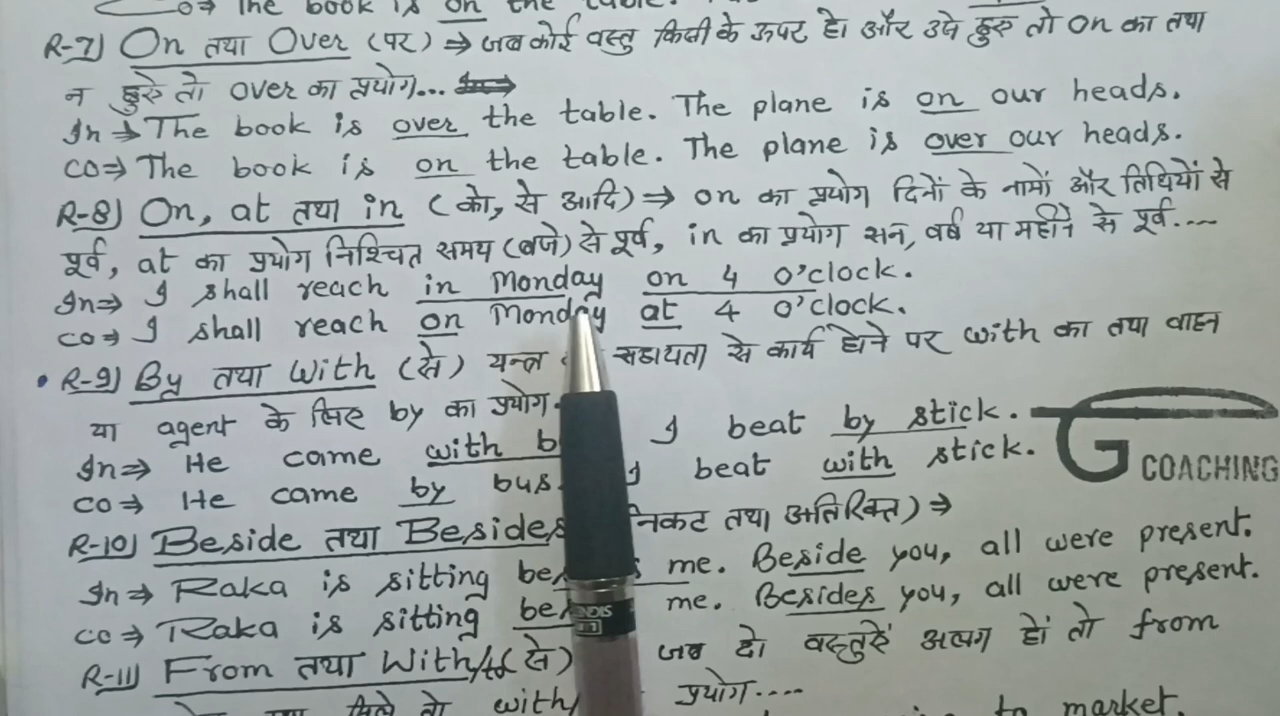 CO⇒ The book is on the table.
R-7) On तथा Over (पर) ⇒ जब कोई वस्तु किसी के ऊपर हो और उसे छुए तो on का तथा
न छुए तो over का प्रयोग...
In ⇒ The book is over the table. The plane is on our heads.
CO⇒ The book is on the table. The plane is over our heads.
R-8) On, at तथा in (को, से आदि) ⇒ on का प्रयोग दिनों के नामों और तिथियों से
पूर्व, at का प्रयोग निश्चित समय (बजे) से पूर्व, in का प्रयोग सन्, वर्ष या महीने से पूर्व....
In⇒ I shall reach in Monday on 4 o'clock.
CO⇒ I shall reach on Monday at 4 o'clock.
• R-9) By तथा With (से) यन्त्र सहायता से कार्य होने पर with का तथा वाहन
या agent के लिए by का प्रयोग
In⇒ He came with I beat by stick.
CO⇒ He came by bus. I beat with stick.
R-10) Beside तथा Besides निकट तथा अतिरिक्त) ⇒
In⇒ Raka is sitting me. Beside you, all were present.
CO⇒ Raka is sitting me. Besides you, all were present.
R-11) From तथा With/to (से) जब दो वस्तुएँ अलग हों तो from
मिले तो with/ प्रयोग....
to market.
G COACHING